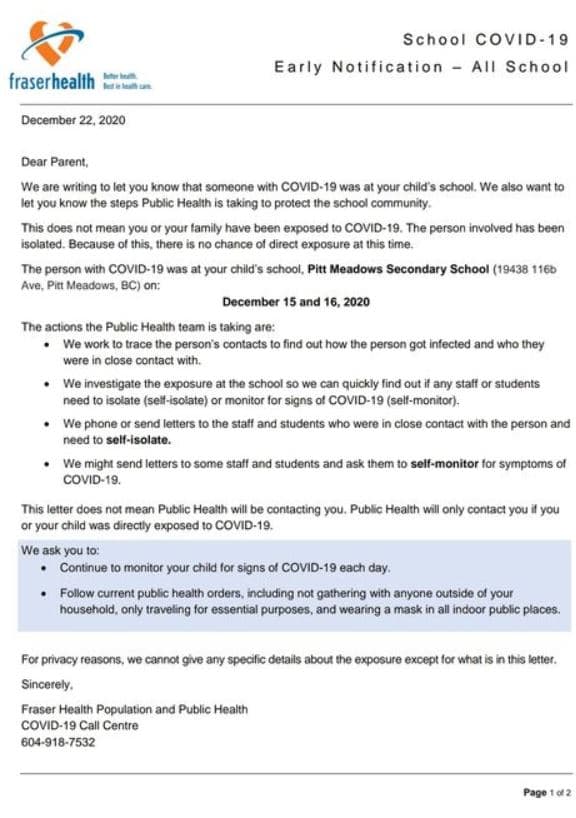 School COVID-19
Early Notification – All School
fraserhealth
Better health.
Best in health care.
December 22, 2020
Dear Parent,
We are writing to let you know that someone with COVID-19 was at your child's school. We also want to
let you know the steps Public Health is taking to protect the school community.
This does not mean you or your family have been exposed to COVID-19. The person involved has been
isolated. Because of this, there is no chance of direct exposure at this time.
The person with COVID-19 was at your child's school, Pitt Meadows Secondary School (19438 116b
Ave, Pitt Meadows, BC) on:
December 15 and 16, 2020
The actions the Public Health team is taking are:
• We work to trace the person's contacts to find out how the person got infected and who they
were in close contact with.
• We investigate the exposure at the school so we can quickly find out if any staff or students
need to isolate (self-isolate) or monitor for signs of COVID-19 (self-monitor).
• We phone or send letters to the staff and students who were in close contact with the person and
need to self-isolate.
• We might send letters to some staff and students and ask them to self-monitor for symptoms of
COVID-19.
This letter does not mean Public Health will be contacting you. Public Health will only contact you if you
or your child was directly exposed to COVID-19.
We ask you to:
• Continue to monitor your child for signs of COVID-19 each day.
• Follow current public health orders, including not gathering with anyone outside of your
household, only traveling for essential purposes, and wearing a mask in all indoor public places.
For privacy reasons, we cannot give any specific details about the exposure except for what is in this letter.
Sincerely,
Fraser Health Population and Public Health
COVID-19 Call Centre
604-918-7532
Page 1 of 2